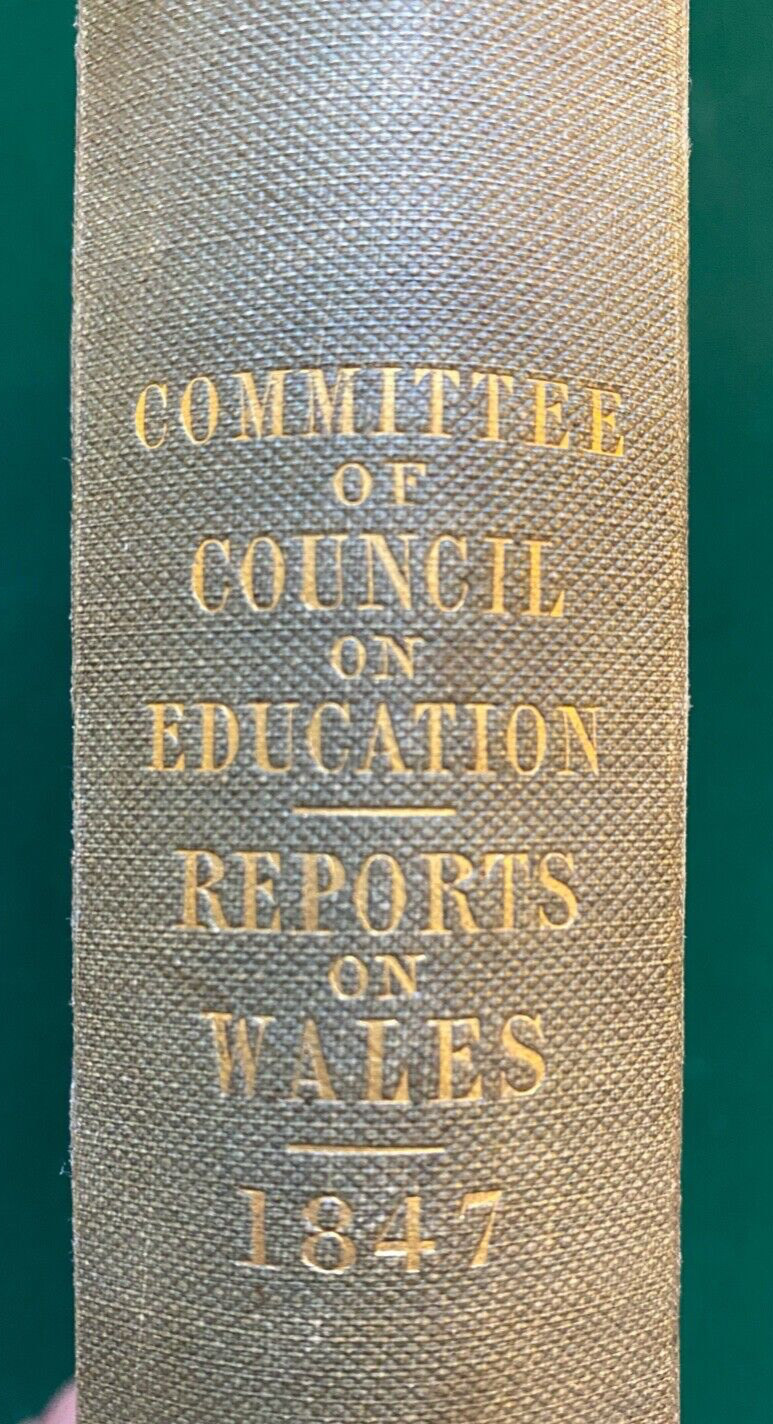 COMMITTEE
OF
COUNCIL
ON
EDUCATION
REPORTS
ON
WALES
1847